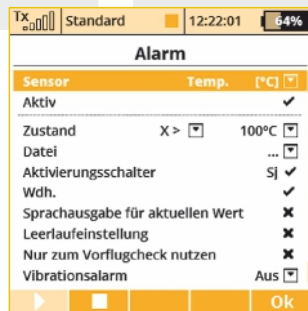 Tx Standard 12:22:01 64%
Alarm
Sensor Temp. [°C]
Aktiv
Zustand X > 100°C
Datei ...
Aktivierungsschalter Sj
Wdh.
Sprachausgabe für aktuellen Wert
Leerlaufeinstellung
Nur zum Vorflugcheck nutzen
Vibrationsalarm Aus
Ok